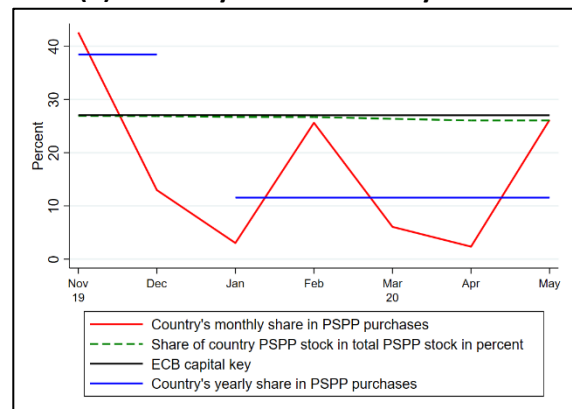 40
30
20
10
0
Percent
Nov
19
Dec
Jan
Feb
Mar
20
Apr
May
Country's monthly share in PSPP purchases
Share of country PSPP stock in total PSPP stock in percent
ECB capital key
Country's yearly share in PSPP purchases